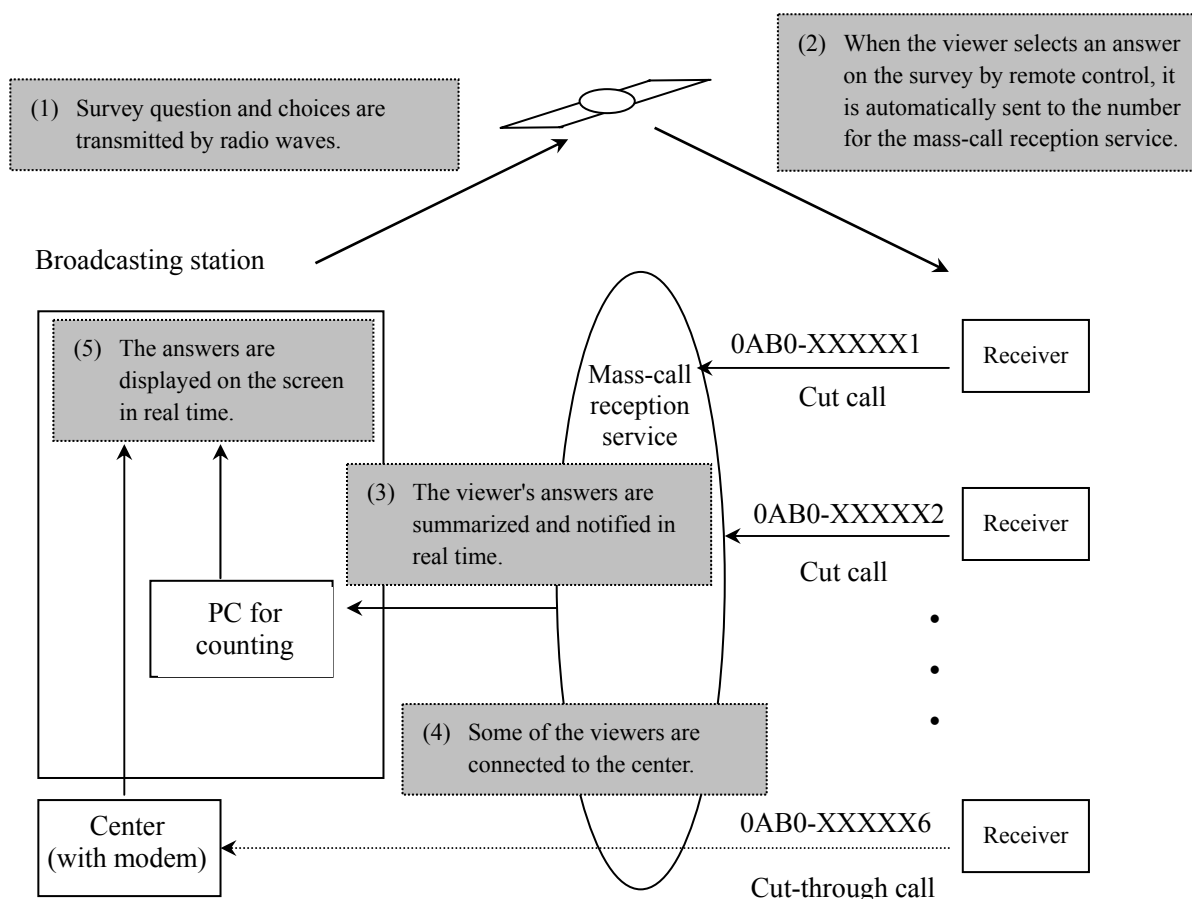 (1) Survey question and choices are
transmitted by radio waves.
(2) When the viewer selects an answer
on the survey by remote control, it
is automatically sent to the number
for the mass-call reception service.
Broadcasting station
(5) The answers are
displayed on the screen
in real time.
Mass-call
reception
service
0AB0-XXXXX1
Cut call
Receiver
(3) The viewer's answers are
summarized and notified in
real time.
0AB0-XXXXX2
Cut call
Receiver
PC for
counting
(4) Some of the viewers are
connected to the center.
Center
(with modem)
0AB0-XXXXX6
Cut-through call
Receiver